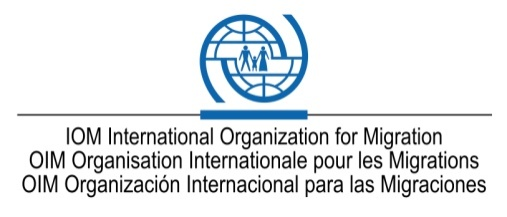 IOM International Organization for Migration
OIM Organisation Internationale pour les Migrations
OIM Organización Internacional para las Migraciones